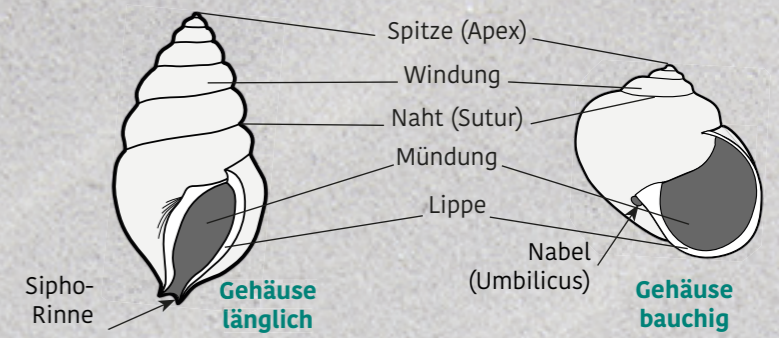 Spitze (Apex)
Windung
Naht (Sutur)
Mündung
Lippe
Nabel
(Umbilicus)
Sipho-
Rinne
Gehäuse
länglich
Gehäuse
bauchig